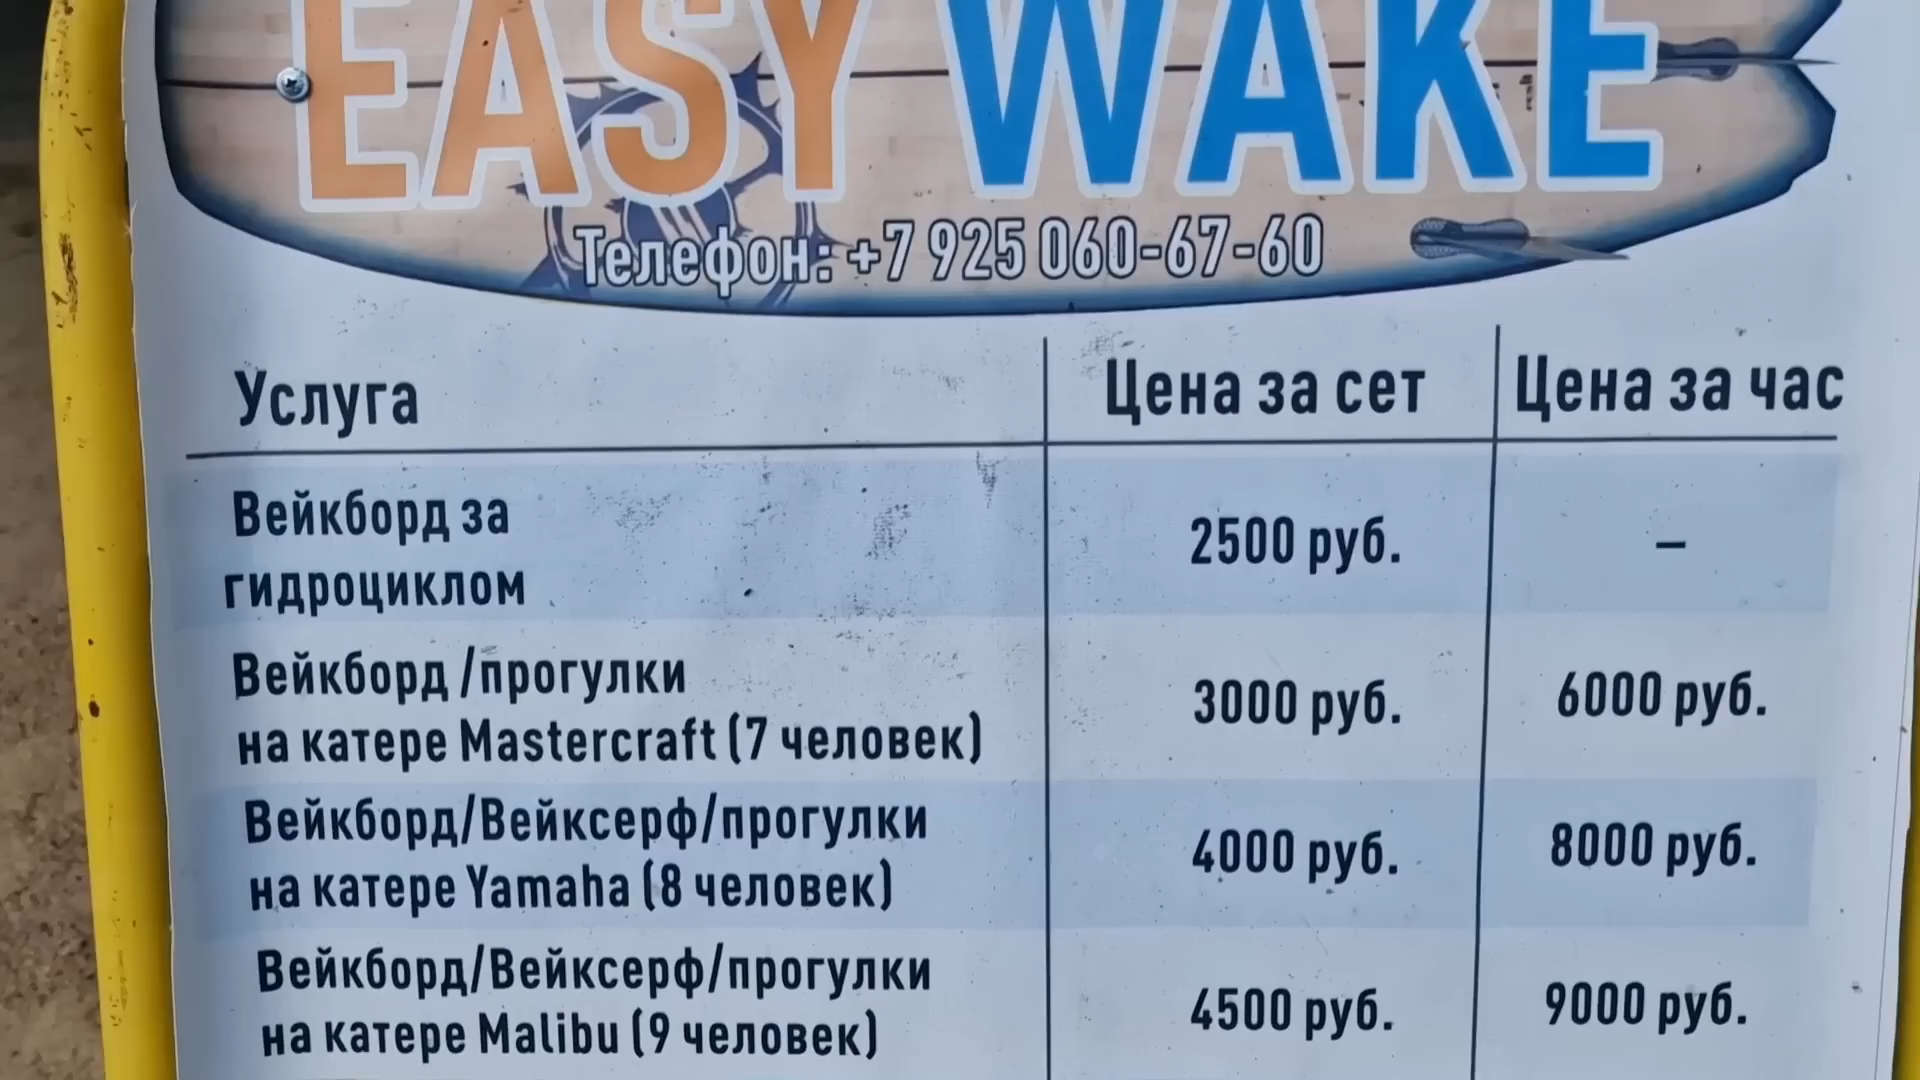 EASY WAKE
Телефон: +7 925 060-67-60
Услуга Цена за сет Цена за час
Вейкборд за
гидроциклом 2500 руб. –
Вейкборд /прогулки
на катере Mastercraft (7 человек) 3000 руб. 6000 руб.
Вейкборд/Вейксерф/прогулки
на катере Yamaha (8 человек) 4000 руб. 8000 руб.
Вейкборд/Вейксерф/прогулки
на катере Malibu (9 человек) 4500 руб. 9000 руб.